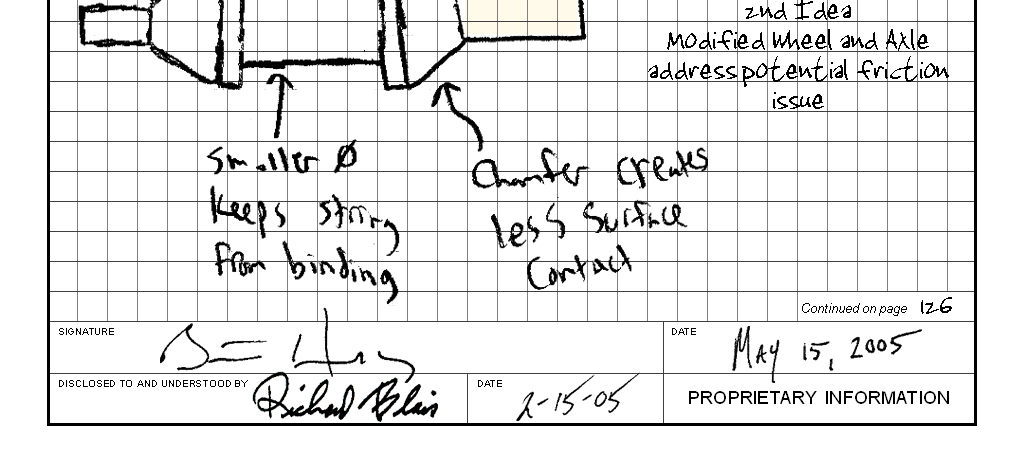 2nd Idea
Modified Wheel and Axle
address potential friction
issue
Smaller Ø
Keeps string
from binding
Chamfer creates
less surface
contact
Continued on page 126
SIGNATURE
DATE
May 15, 2005
DISCLOSED TO AND UNDERSTOOD BY
Richard Blais
DATE
2-15-05
PROPRIETARY INFORMATION